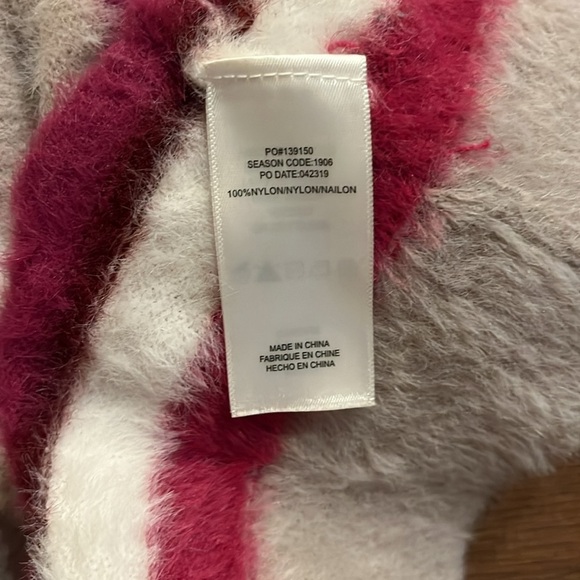 PO#139150
SEASON CODE:1906
PO DATE:042319
100%NYLON/NYLON/NAILON
MADE IN CHINA
FABRIQUE EN CHINE
HECHO EN CHINA